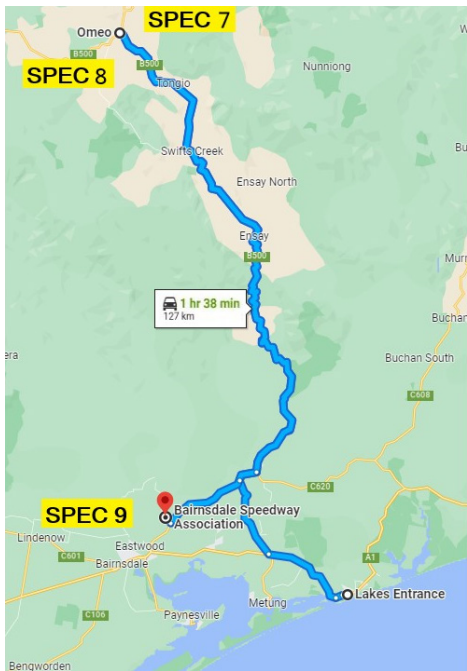 SPEC 7
Omeo
B500
SPEC 8
B500
Nunniong
Tongio
Swifts Creek
Ensay North
Ensay
B500
1 hr 38 min
127 km
Buchan South
C608
C620
Bairnsdale Speedway
Association
SPEC 9
Lindenow
Eastwood
C601
Bairnsdale
A1
Lakes Entrance
Metung
C106
Paynesville
Bengworden